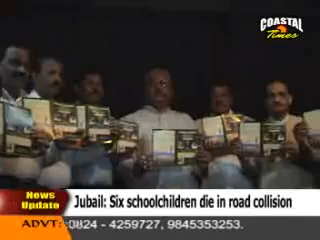 COASTAL
Times
News
Update
Jubail: Six schoolchildren die in road collision
ADVT: 0824 - 4259727, 9845353253.